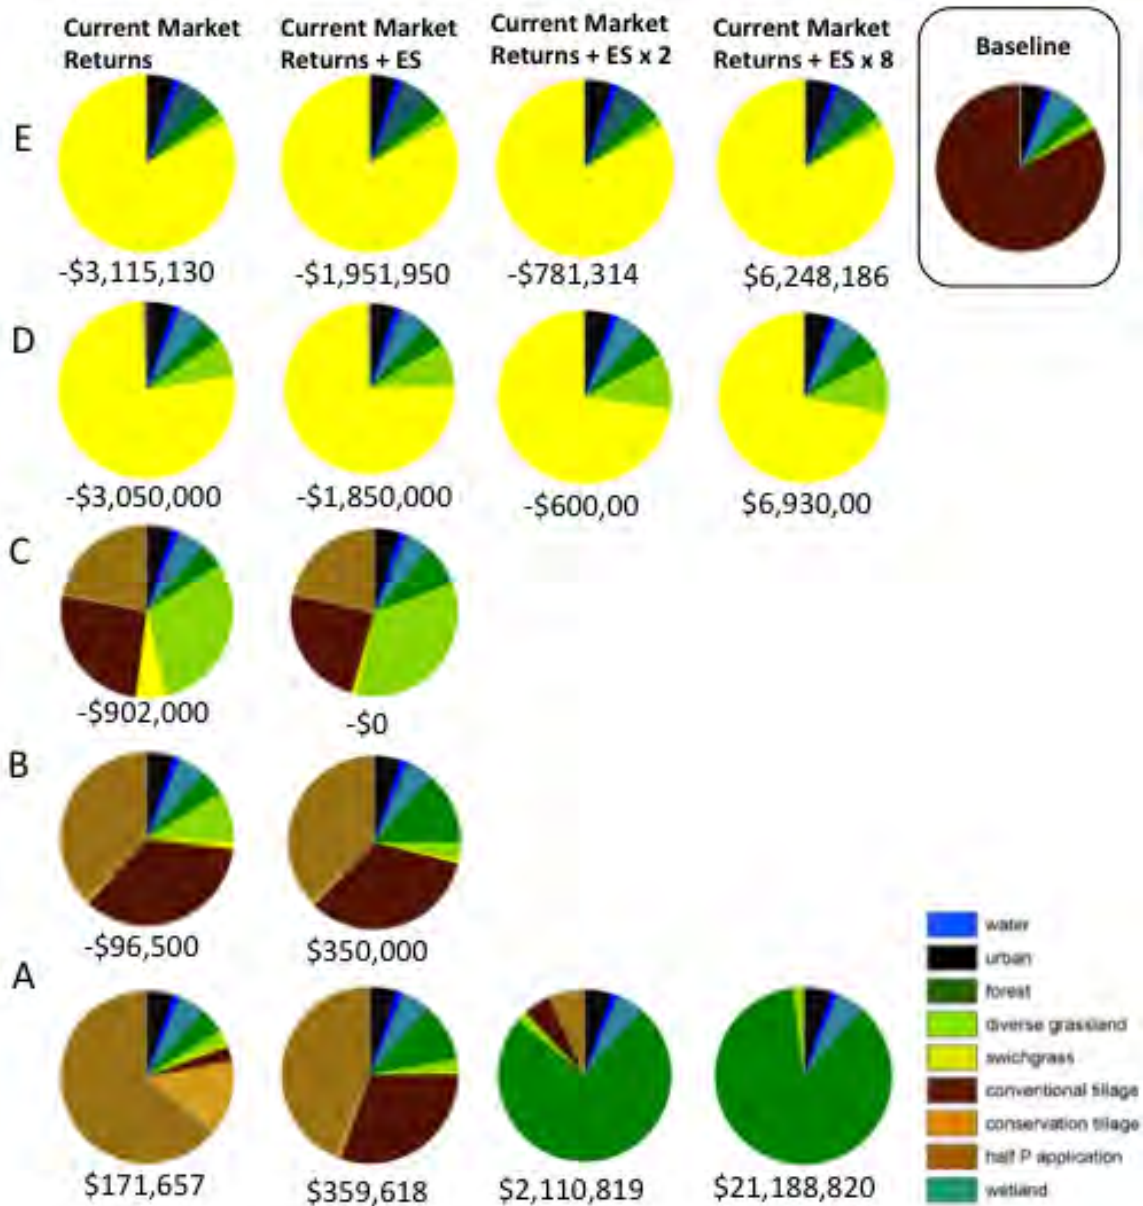 Current Market
Returns
Current Market
Returns + ES
Current Market
Returns + ES x 2
Current Market
Returns + ES x 8
Baseline
E
-$3,115,130
-$1,951,950
-$781,314
$6,248,186
D
-$3,050,000
-$1,850,000
-$600,00
$6,930,00
C
-$902,000
-$0
B
-$96,500
$350,000
A
$171,657
$359,618
$2,110,819
$21,188,820
water
urban
forest
diverse grassland
swichgrass
conventional tillage
conservation tillage
half P application
wetland